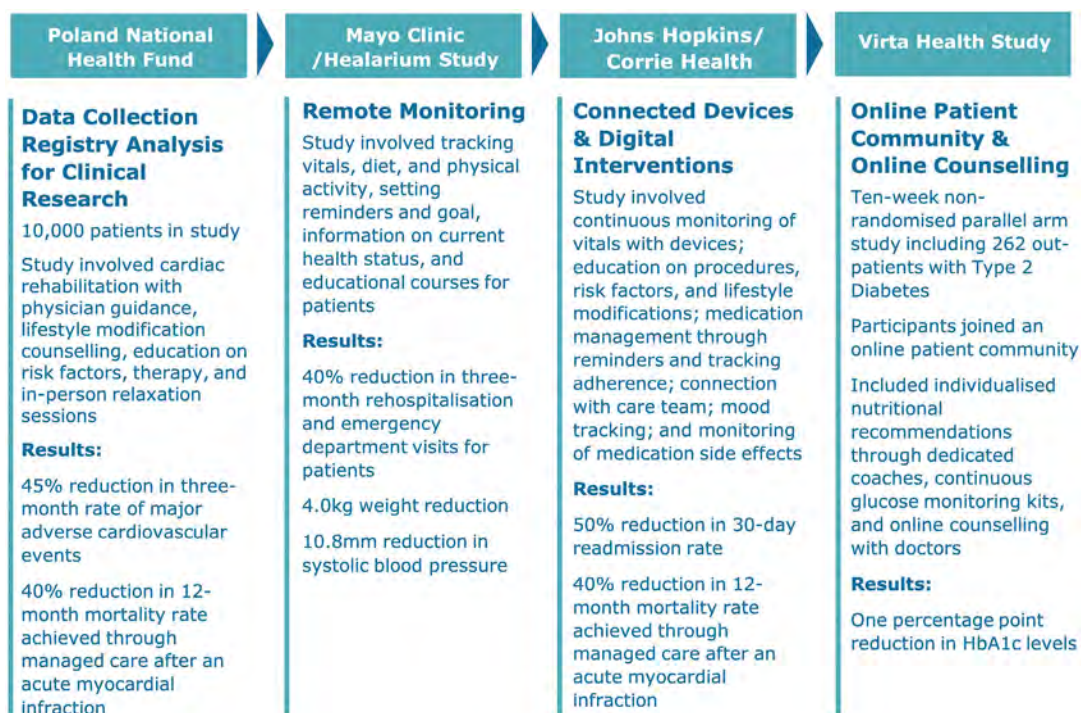 Poland National
Health Fund
Mayo Clinic
/Healarium Study
Johns Hopkins/
Corrie Health
Virta Health Study
Data Collection
Registry Analysis
for Clinical
Research
10,000 patients in study
Study involved cardiac
rehabilitation with
physician guidance,
lifestyle modification
counselling, education on
risk factors, therapy, and
in-person relaxation
sessions
Results:
45% reduction in three-
month rate of major
adverse cardiovascular
events
40% reduction in 12-
month mortality rate
achieved through
managed care after an
acute myocardial
infraction
Remote Monitoring
Study involved tracking
vitals, diet, and physical
activity, setting
reminders and goal,
information on current
health status, and
educational courses for
patients
Results:
40% reduction in three-
month rehospitalisation
and emergency
department visits for
patients
4.0kg weight reduction
10.8mm reduction in
systolic blood pressure
Connected Devices
& Digital
Interventions
Study involved
continuous monitoring of
vitals with devices;
education on procedures,
risk factors, and lifestyle
modifications; medication
management through
reminders and tracking
adherence; connection
with care team; mood
tracking; and monitoring
of medication side effects
Results:
50% reduction in 30-day
readmission rate
40% reduction in 12-
month mortality rate
achieved through
managed care after an
acute myocardial
infraction
Online Patient
Community &
Online Counselling
Ten-week non-
randomised parallel arm
study including 262 out-
patients with Type 2
Diabetes
Participants joined an
online patient community
Included individualised
nutritional
recommendations
through dedicated
coaches, continuous
glucose monitoring kits,
and online counselling
with doctors
Results:
One percentage point
reduction in HbA1c levels